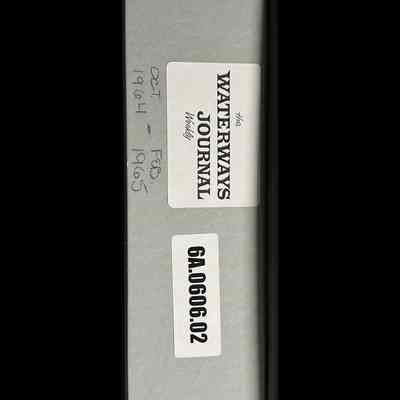 the
WATERWAYS
JOURNAL
Weekly
OCT. FEB.
1964 - 1965
6A.0606.02